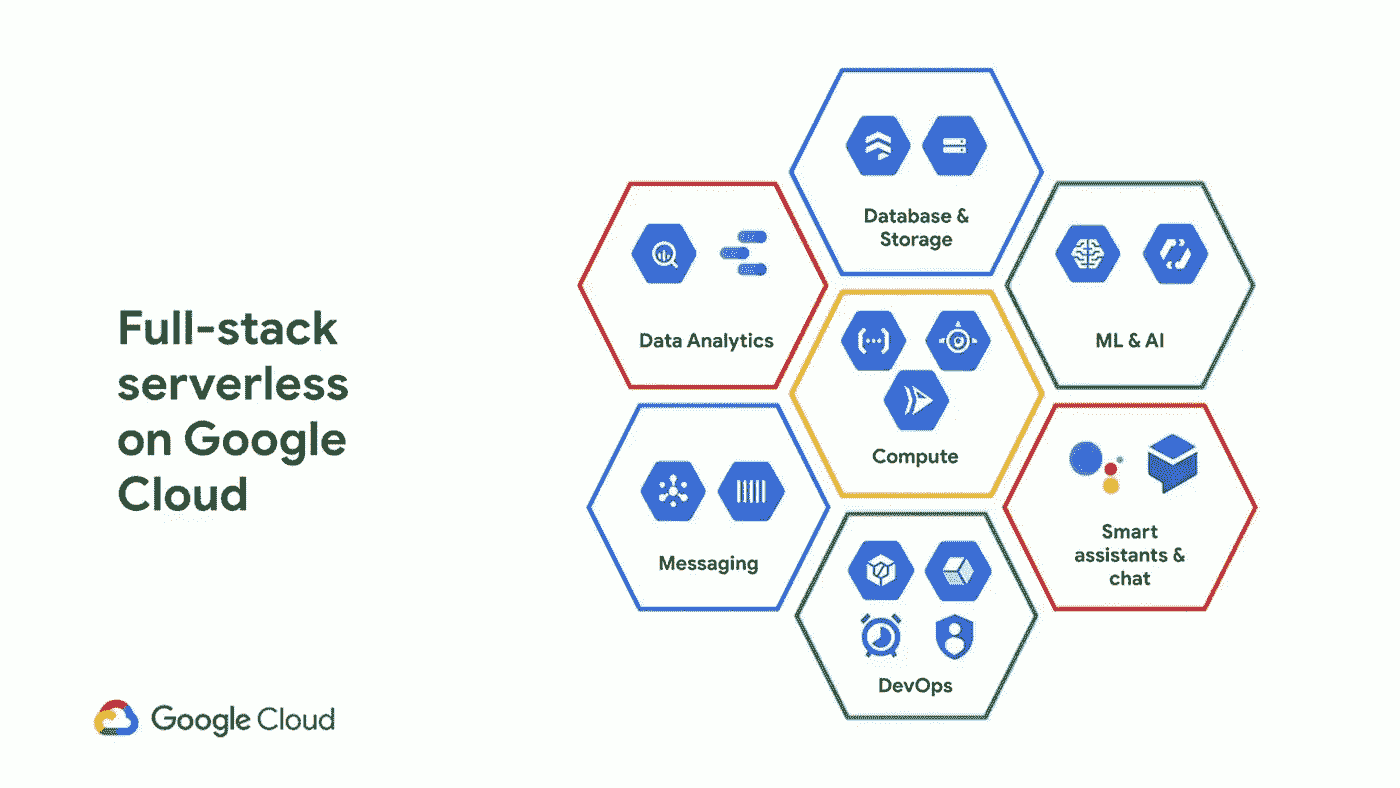 Full-stack
serverless
on Google
Cloud
Database &
Storage
Data Analytics
ML & AI
Compute
Messaging
Smart
assistants &
chat
DevOps
Google Cloud